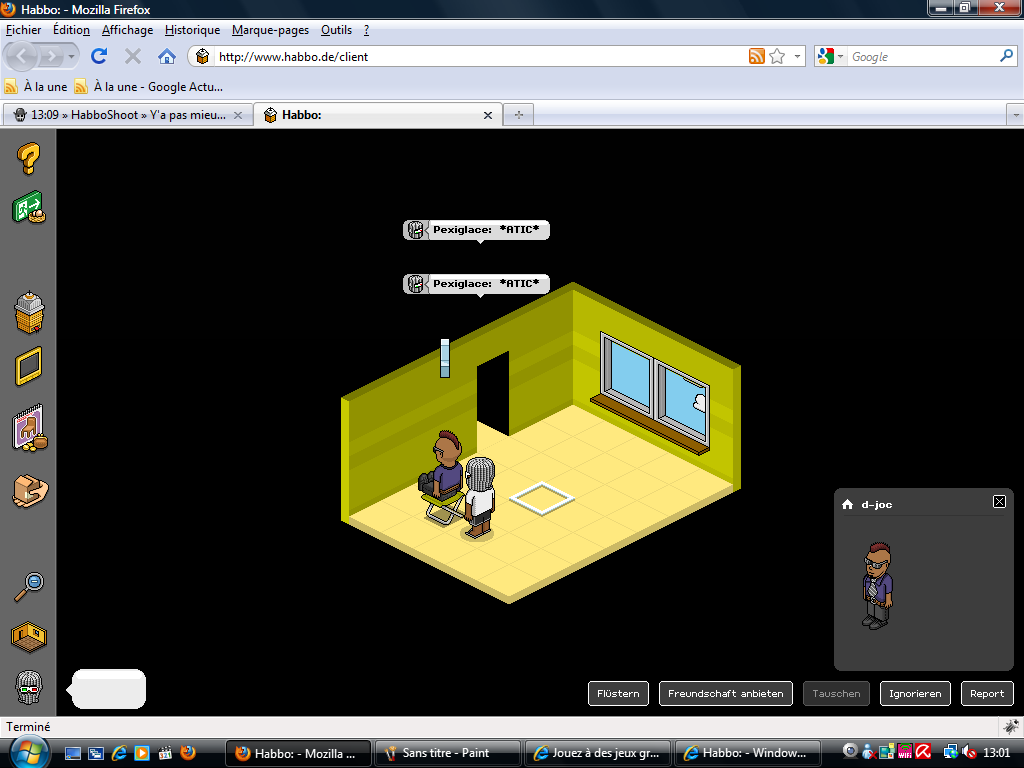 Habbo: - Mozilla Firefox
Fichier Édition Affichage Historique Marque-pages Outils ?
http://www.habbo.de/client
Google
À la une À la une - Google Actu...
13:09 » HabboShoot » Y'a pas mieu...
Habbo:
Pexiglace: *ATIC*
Pexiglace: *ATIC*
d-joc
Flüstern
Freundschaft anbieten
Tauschen
Ignorieren
Report
Terminé
Habbo: - Mozilla ...
Sans titre - Paint
Jouez à des jeux gr...
Habbo: - Window...
WiFi
13:01